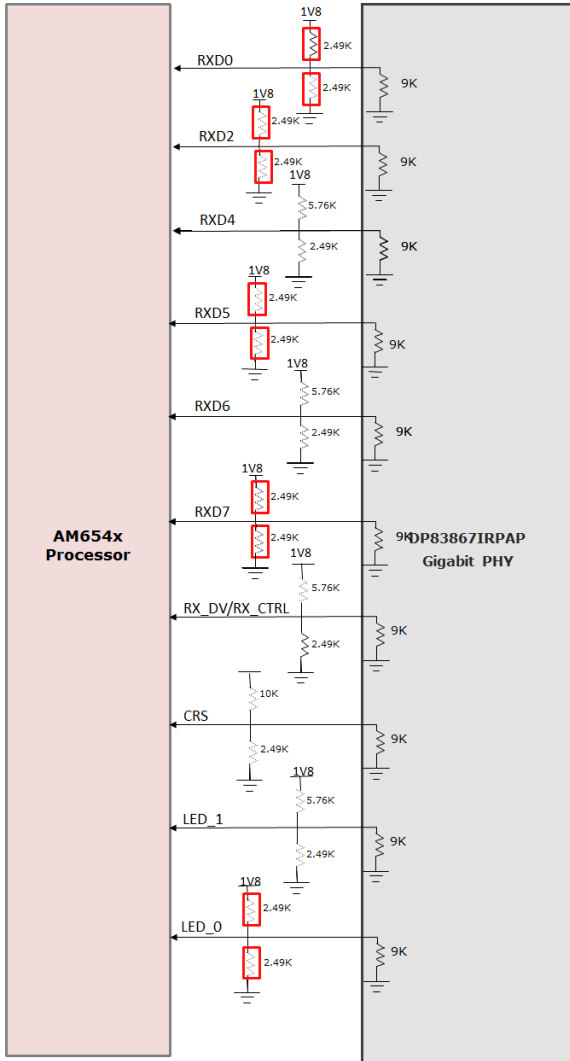 1V8
2.49K
RXD0
2.49K
9K
1V8
2.49K
RXD2
2.49K
9K
1V8
5.76K
RXD4
2.49K
9K
1V8
2.49K
RXD5
2.49K
9K
1V8
5.76K
RXD6
2.49K
9K
1V8
2.49K
RXD7
2.49K
9K
AM654x
Processor
DP83867IRPAP
Gigabit PHY
1V8
5.76K
RX_DV/RX_CTRL
2.49K
9K
10K
CRS
2.49K
9K
1V8
5.76K
LED_1
2.49K
9K
1V8
2.49K
LED_0
2.49K
9K